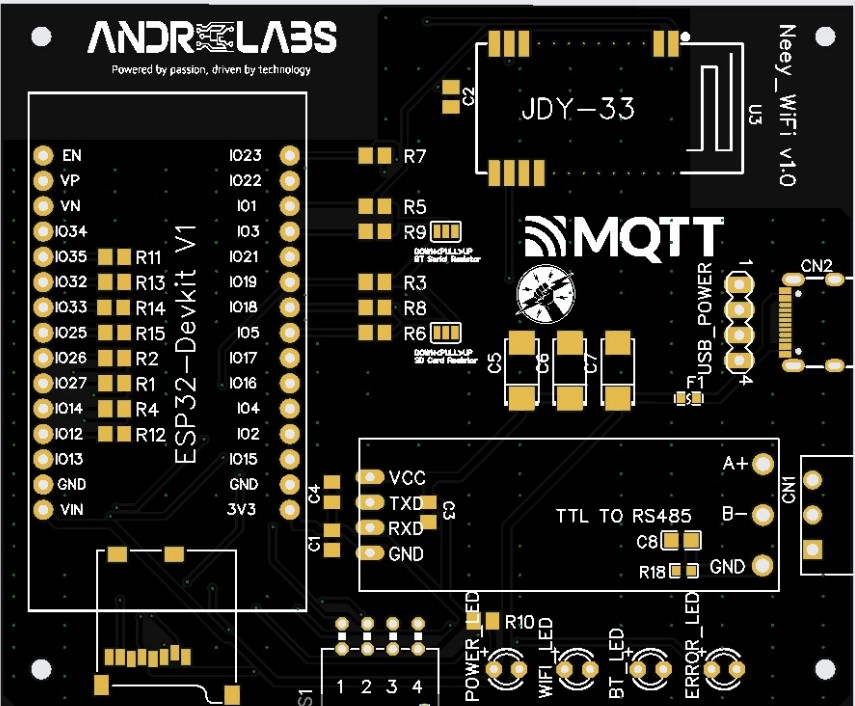 ANDRELABS
Powered by passion, driven by technology
Neey_WiFi v1.0
C2
JDY-33
U3
EN
VP
VN
IO34
IO35
IO32
IO33
IO25
IO26
IO27
IO14
IO12
IO13
GND
VIN
R11
R13
R14
R15
R2
R1
R4
R12
ESP32-Devkit V1
IO23
IO22
IO1
IO3
IO21
IO19
IO18
IO5
IO17
IO16
IO4
IO2
IO15
GND
3V3
R7
R5
R9
DOWN<PULL>UP
BT Serial Resistor
R3
R8
R6
DOWN<PULL>UP
SD Card Resistor
MQTT
USB_POWER
1
4
CN2
C5
C6
C7
F1
C4
C1
VCC
TXD
RXD
GND
C3
TTL TO RS485
C8
R18
A+
B-
GND
CN1
R10
POWER_LED
+
WIFI_LED
+
BT_LED
+
ERROR_LED
+
S1
1 2 3 4